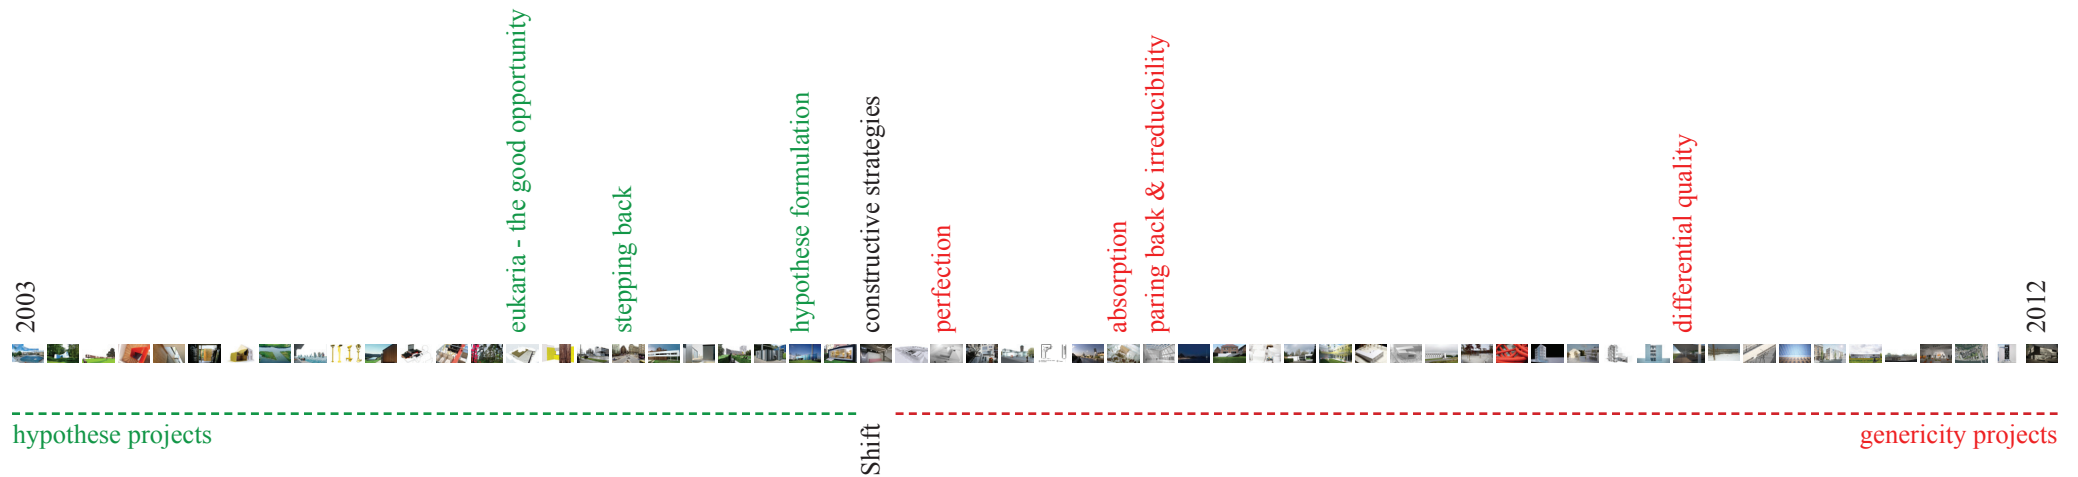 2003
eukaria - the good opportunity
stepping back
hypothese formulation
constructive strategies
perfection
absorption
paring back & irreducibility
differential quality
2012
hypothese projects
Shift
genericity projects